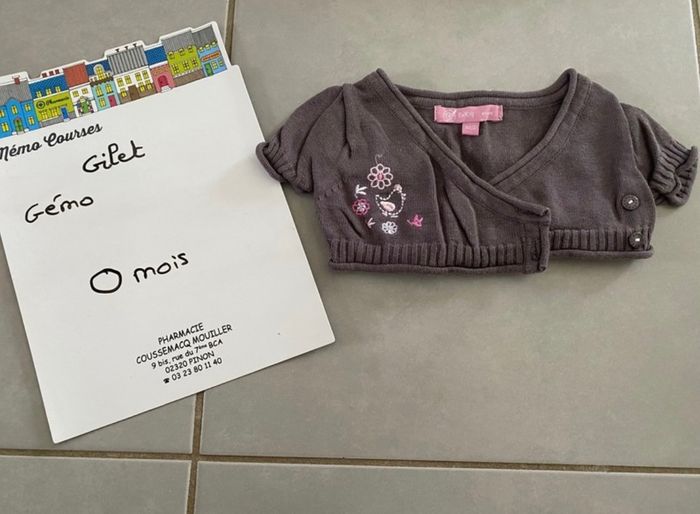 Pharmacie
Mémo Courses
Gilet
Gémo
0 mois
PHARMACIE
COUSSEMACQ MOUILLER
9 bis, rue du 7ème BCA
02320 PINON
☎ 03 23 80 11 40